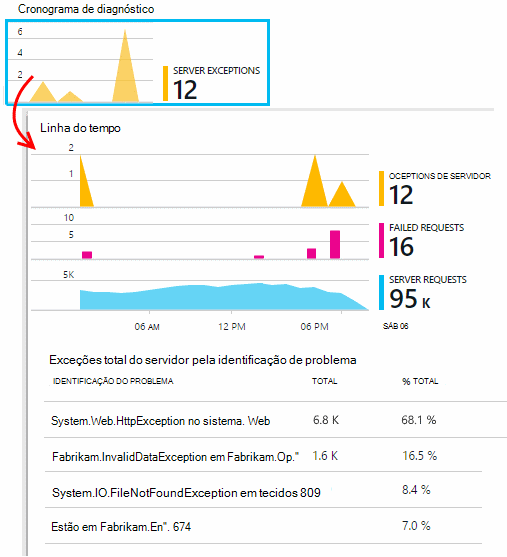 Cronograma de diagnóstico
6
4
2
SERVER EXCEPTIONS
12
Linha do tempo
2
1
OCEPTIONS DE SERVIDOR
12
10
5
FAILED REQUESTS
16
5K
SERVER REQUESTS
95 K
06 AM 12 PM 06 PM SÁB 06
Exceções total do servidor pela identificação de problema
IDENTIFICAÇÃO DO PROBLEMA TOTAL % TOTAL
System.Web.HttpException no sistema. Web 6.8 K 68.1 %
Fabrikam.InvalidDataException em Fabrikam.Op." 1.6 K 16.5 %
System.IO.FileNotFoundException em tecidos 809 8.4 %
Estão em Fabrikam.En". 674 7.0 %